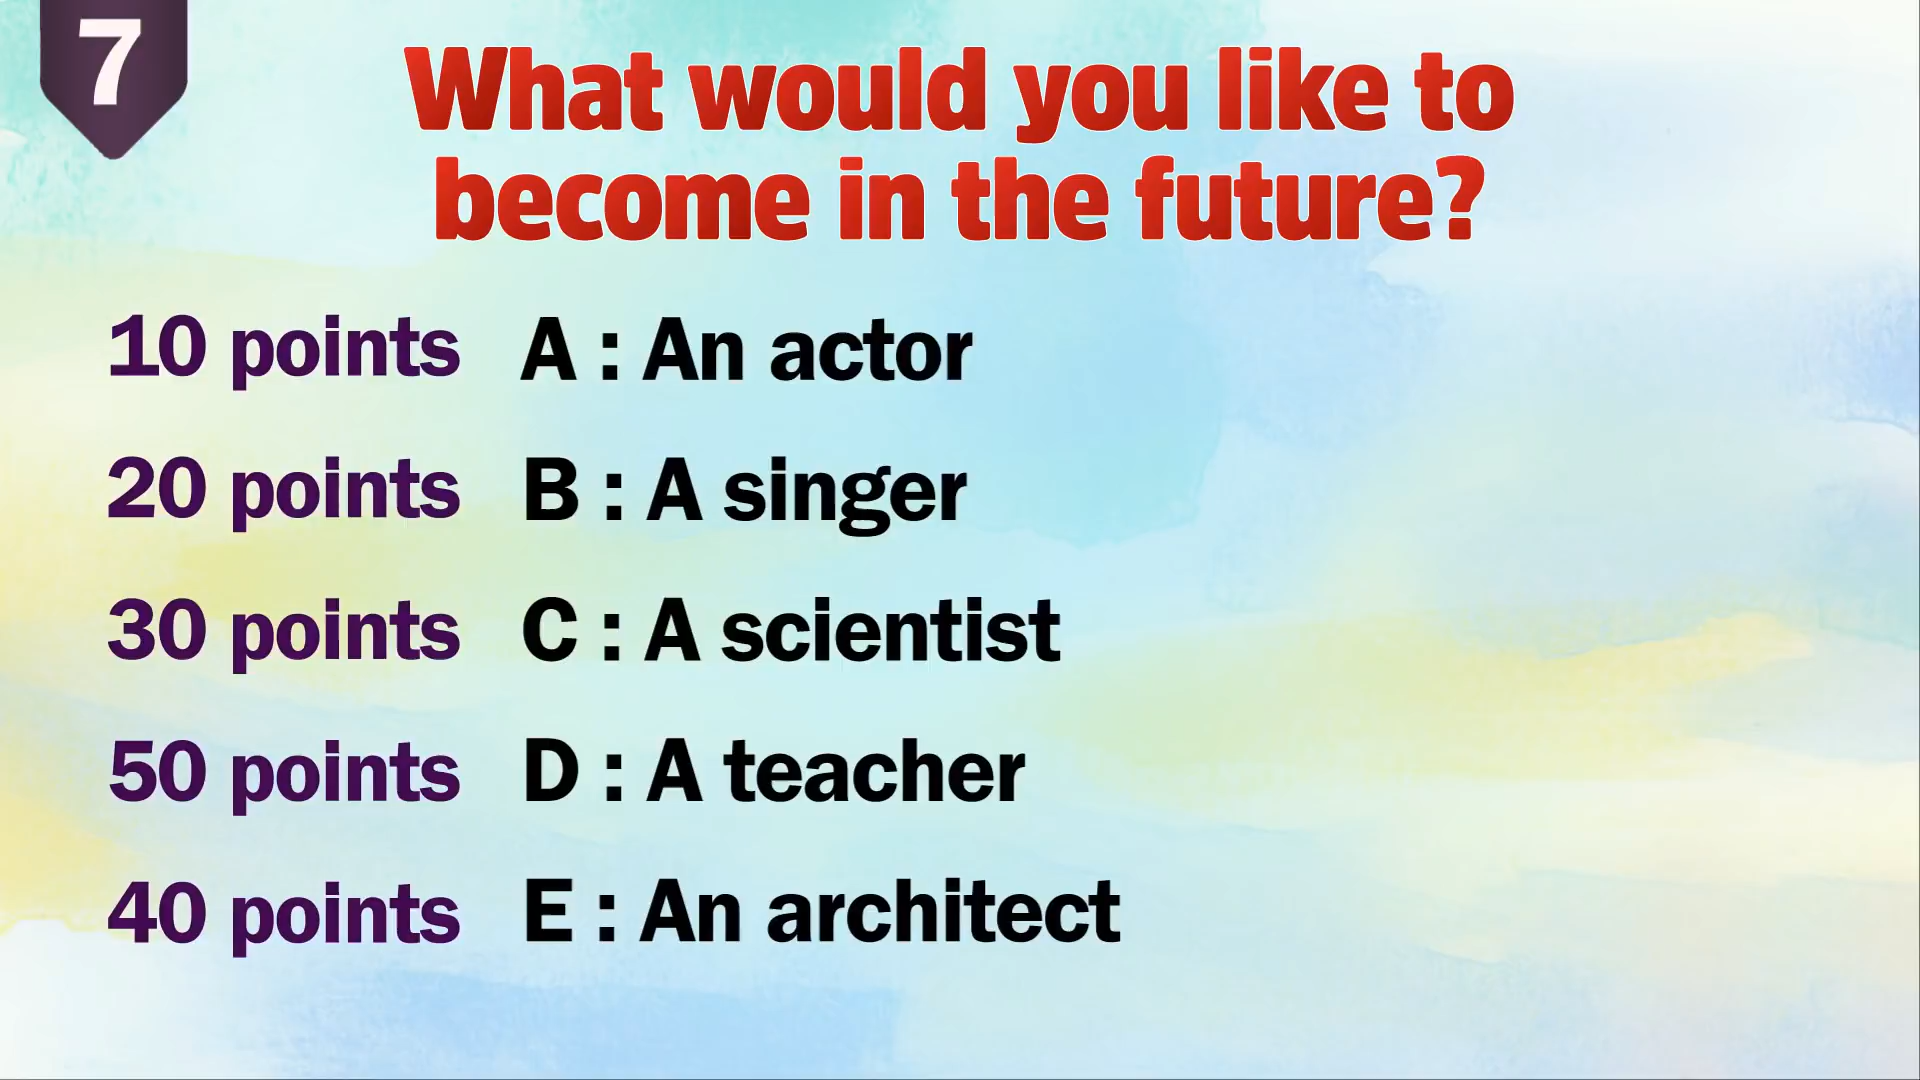 7
What would you like to
become in the future?
10 points A : An actor
20 points B : A singer
30 points C : A scientist
50 points D : A teacher
40 points E : An architect